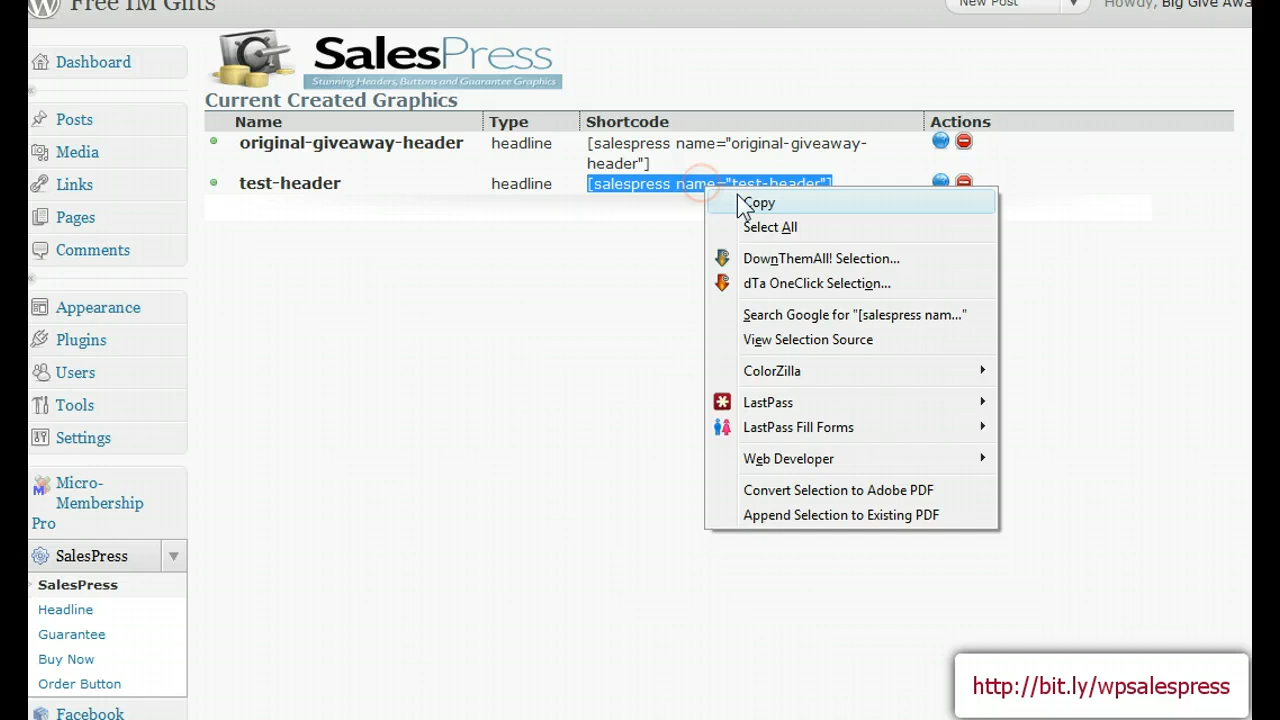 Free IM Gifts
New Post
Howdy, Big Give Awa
SalesPress
Stunning Headers, Buttons and Guarantee Graphics
Current Created Graphics
Name Type Shortcode Actions
original-giveaway-header headline [salespress name="original-giveaway-
header"]
test-header headline [salespress name="test-header"]
Copy
Select All
DownThemAll! Selection...
dTa OneClick Selection...
Search Google for "[salespress nam..."
View Selection Source
ColorZilla
LastPass
LastPass Fill Forms
Web Developer
Convert Selection to Adobe PDF
Append Selection to Existing PDF
Dashboard
Posts
Media
Links
Pages
Comments
Appearance
Plugins
Users
Tools
Settings
Micro-
Membership
Pro
SalesPress
SalesPress
Headline
Guarantee
Buy Now
Order Button
Facebook
http://bit.ly/wpsalespress